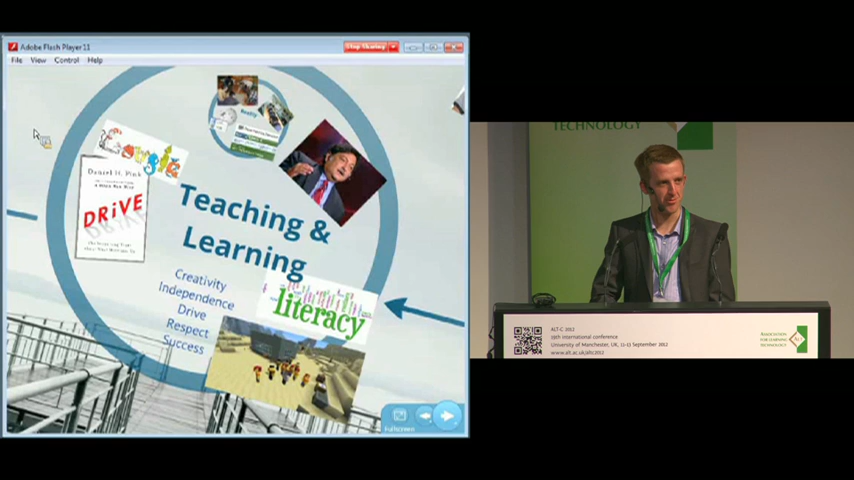 Adobe Flash Player 11
Stop Sharing
File View Control Help
Reality
Google
Daniel H. Pink
DRiVE
Teaching &
Learning
Creativity
Independence
Drive
Respect
Success
literacy
Fullscreen
TECHNOLOGY
ALT-C 2012
19th international conference
University of Manchester, UK, 11-13 September 2012
www.alt.ac.uk/altc2012
ASSOCIATION
FOR LEARNING
TECHNOLOGY